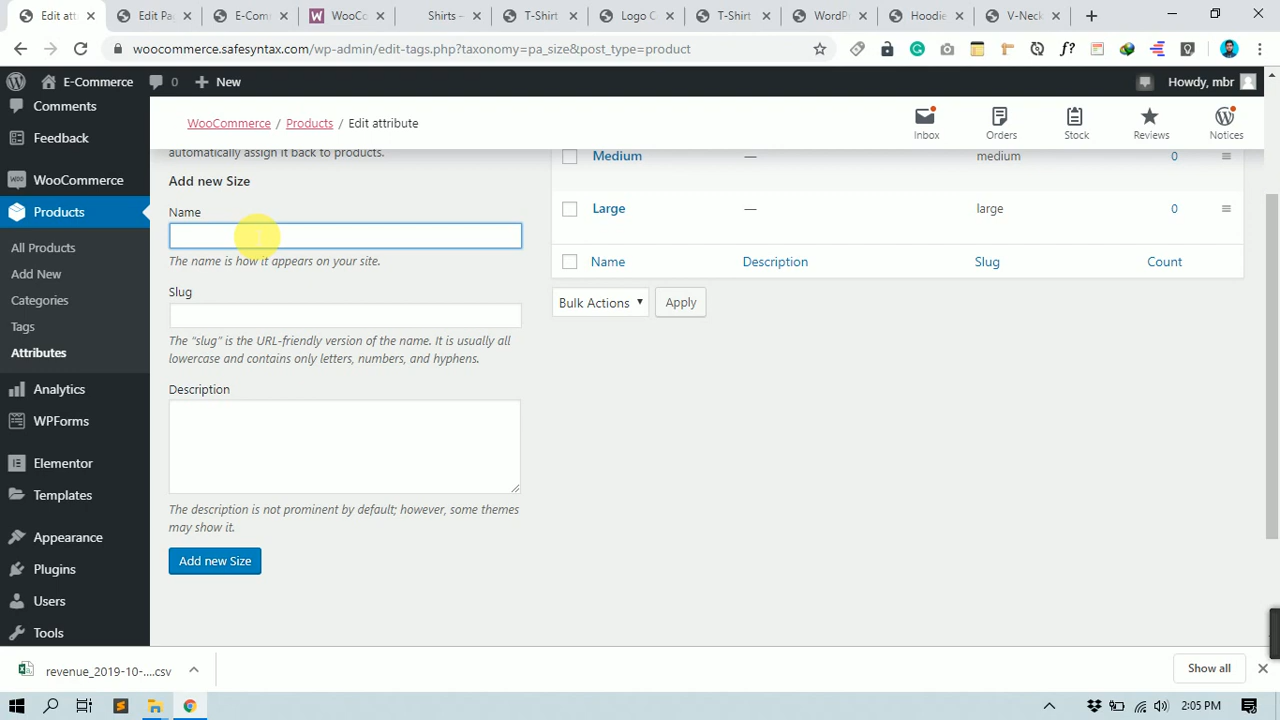 Edit att
Edit Pa
E-Comm
WooCo
Shirts –
T-Shirt
Logo C
T-Shirt
WordPr
Hoodie
V-Neck
woocommerce.safesyntax.com/wp-admin/edit-tags.php?taxonomy=pa_size&post_type=product
E-Commerce
0
New
Howdy, mbr
Comments
Feedback
WooCommerce
Products
All Products
Add New
Categories
Tags
Attributes
Analytics
WPForms
Elementor
Templates
Appearance
Plugins
Users
Tools
WooCommerce / Products / Edit attribute
Inbox
Orders
Stock
Reviews
Notices
automatically assign it back to products.
Add new Size
Name
The name is how it appears on your site.
Slug
The “slug” is the URL-friendly version of the name. It is usually all
lowercase and contains only letters, numbers, and hyphens.
Description
The description is not prominent by default; however, some themes
may show it.
Add new Size
Medium — medium 0
Large — large 0
Name Description Slug Count
Bulk Actions Apply
revenue_2019-10-....csv
Show all
2:05 PM